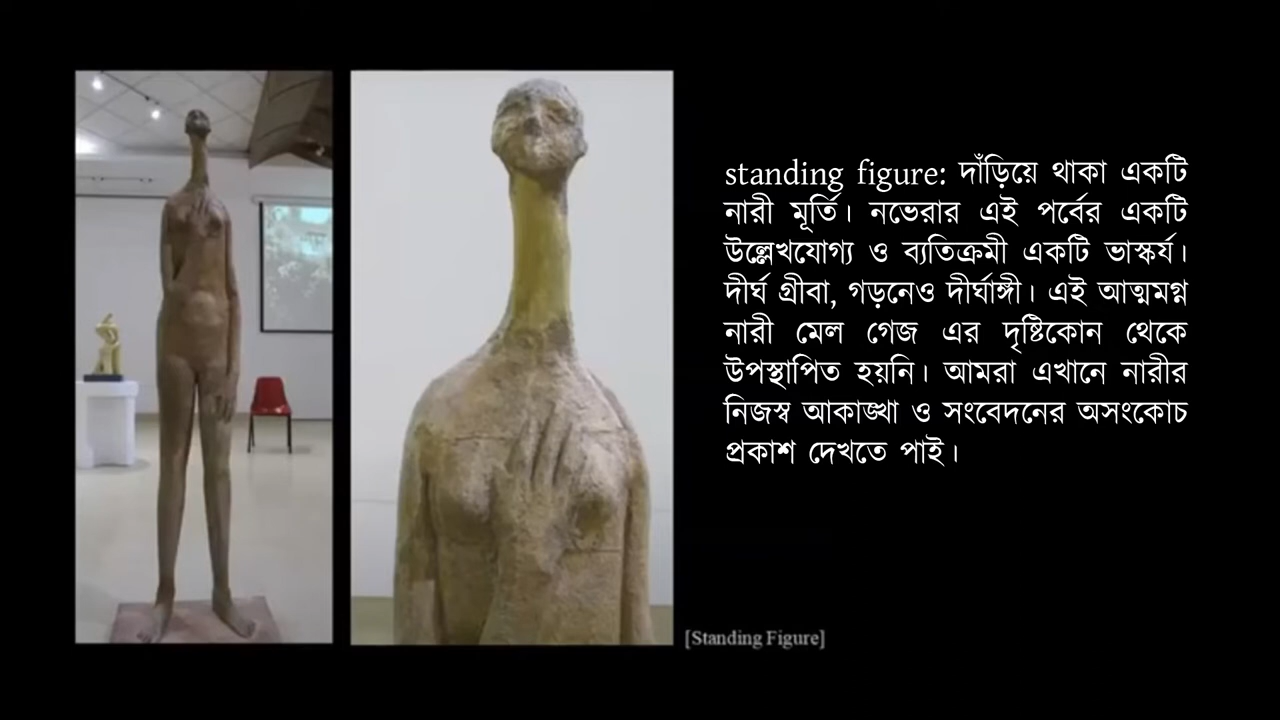 standing figure: দাঁড়িয়ে থাকা একটি
নারী মূর্তি। নভেরার এই পর্বের একটি
উল্লেখযোগ্য ও ব্যতিক্রমী একটি ভাস্কর্য।
দীর্ঘ গ্রীবা, গড়নেও দীর্ঘাঙ্গী। এই আত্মমগ্ন
নারী মেল গেজ এর দৃষ্টিকোন থেকে
উপস্থাপিত হয়নি। আমরা এখানে নারীর
নিজস্ব আকাঙ্খা ও সংবেদনের অসংকোচ
প্রকাশ দেখতে পাই।
[Standing Figure]